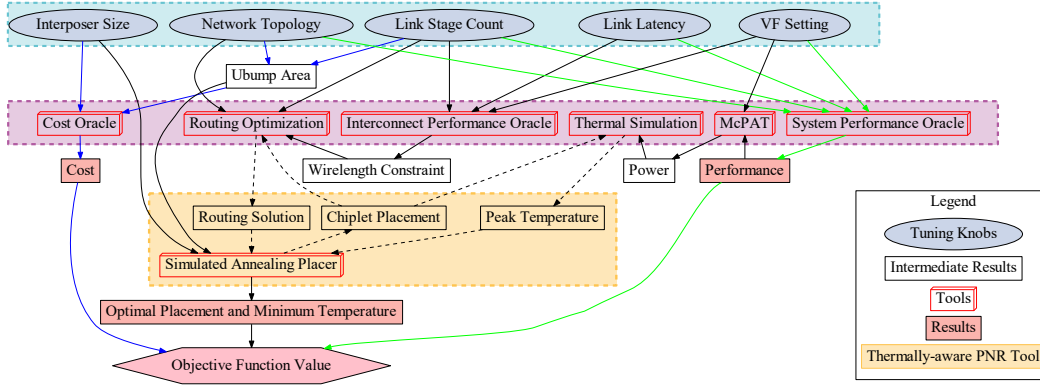 Interposer Size
Network Topology
Link Stage Count
Link Latency
VF Setting
Ubump Area
Cost Oracle
Routing Optimization
Interconnect Performance Oracle
Thermal Simulation
McPAT
System Performance Oracle
Cost
Wirelength Constraint
Power
Performance
Routing Solution
Chiplet Placement
Peak Temperature
Simulated Annealing Placer
Optimal Placement and Minimum Temperature
Objective Function Value
Legend
Tuning Knobs
Intermediate Results
Tools
Results
Thermally-aware PNR Tool